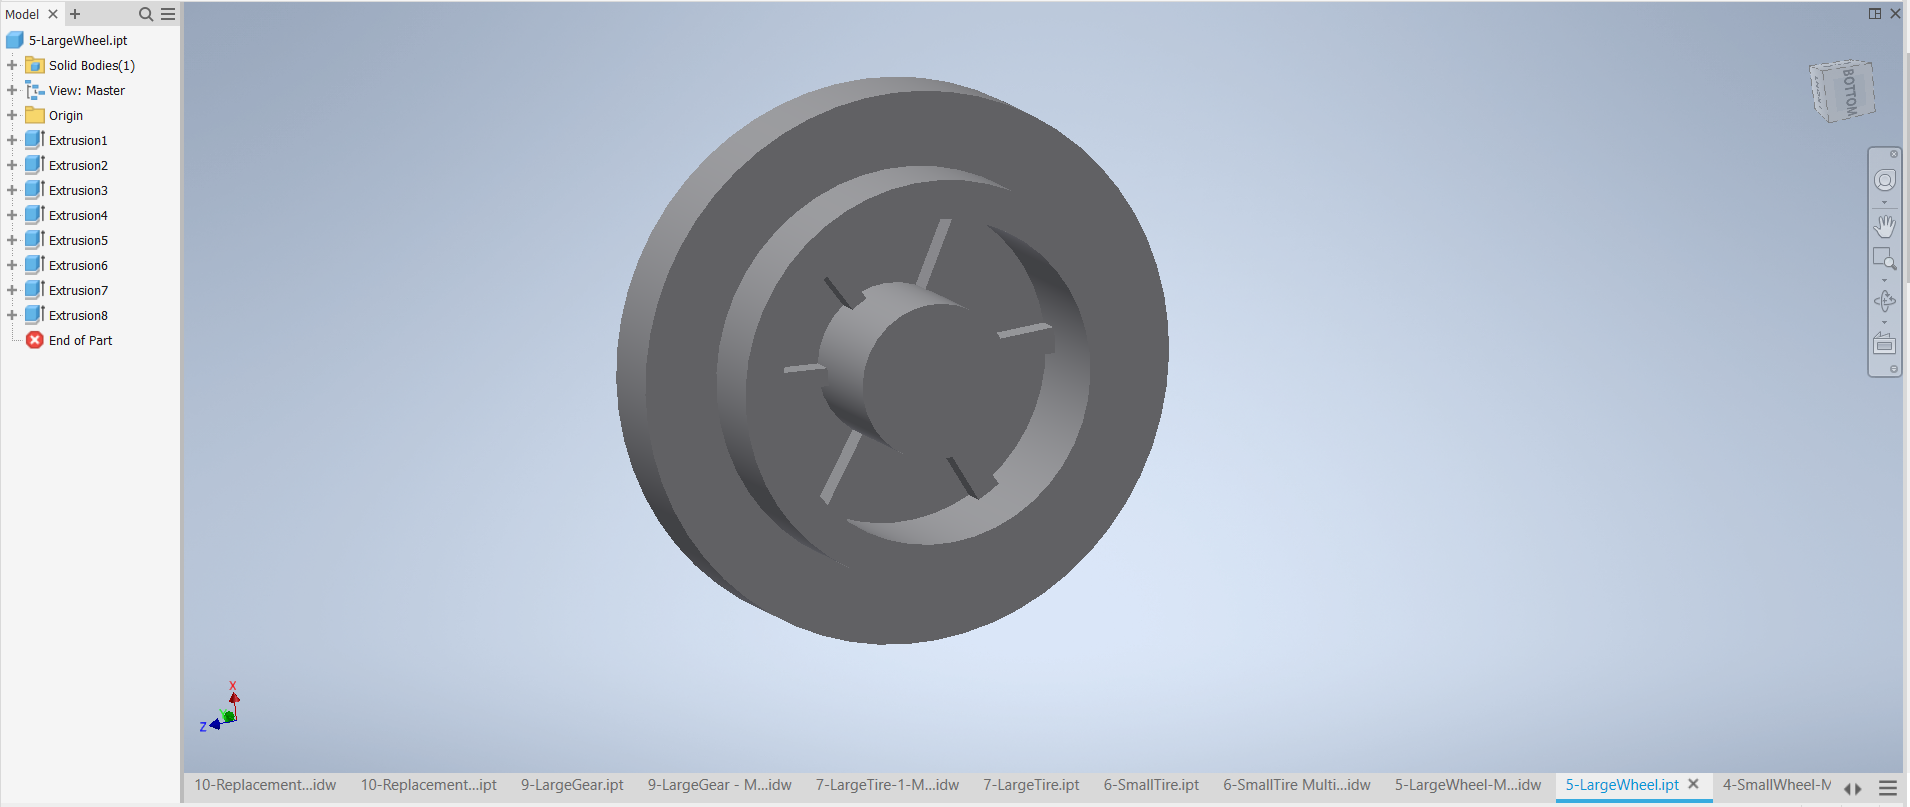 Model
5-LargeWheel.ipt
Solid Bodies(1)
View: Master
Origin
Extrusion1
Extrusion2
Extrusion3
Extrusion4
Extrusion5
Extrusion6
Extrusion7
Extrusion8
End of Part
BOTTOM
X
Y
Z
10-Replacement...idw 10-Replacement...ipt 9-LargeGear.ipt 9-LargeGear - M...idw 7-LargeTire-1-M...idw 7-LargeTire.ipt 6-SmallTire.ipt 6-SmallTire Multi...idw 5-LargeWheel-M...idw 5-LargeWheel.ipt 4-SmallWheel-M